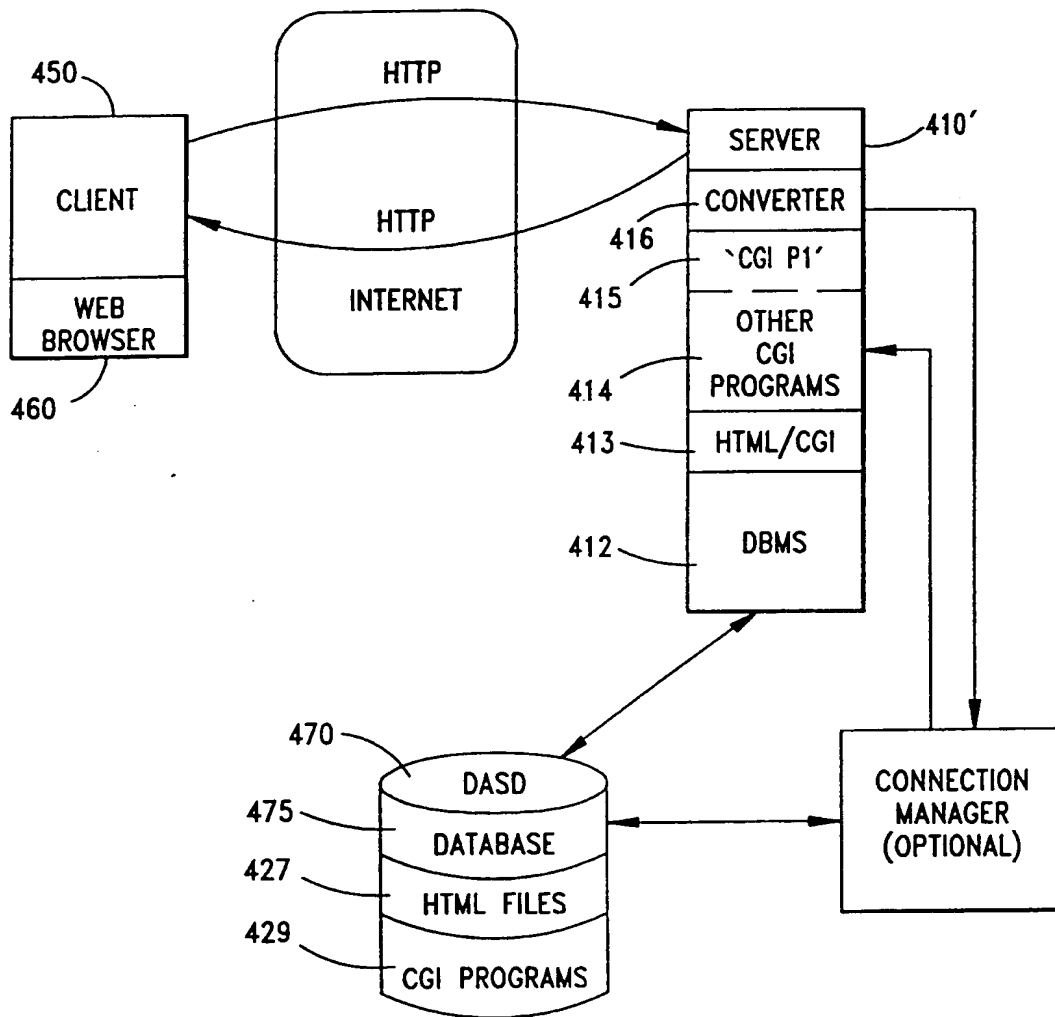 450
CLIENT
WEB
BROWSER
460
HTTP
HTTP
INTERNET
SERVER
410′
CONVERTER
416
`CGI P1′
415
OTHER
CGI
PROGRAMS
414
413
HTML/CGI
412
DBMS
470
DASD
475
DATABASE
427
HTML FILES
429
CGI PROGRAMS
CONNECTION
MANAGER
(OPTIONAL)